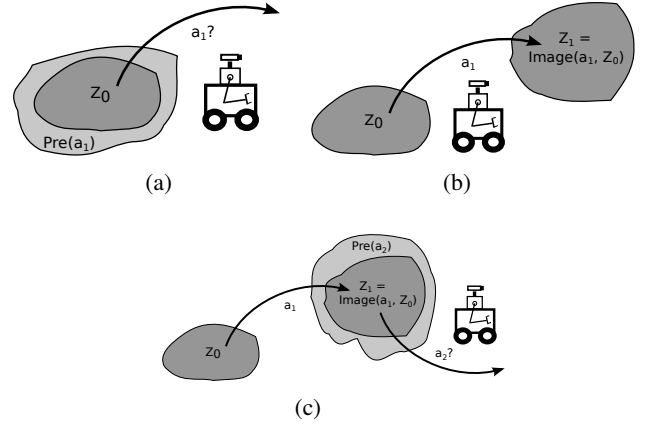 a₁?
Z₀
Pre(a₁)
(a)
a₁
Z₁ =
Image(a₁, Z₀)
Z₀
(b)
Pre(a₂)
Z₁ =
Image(a₁, Z₀)
a₁
Z₀
a₂?
(c)